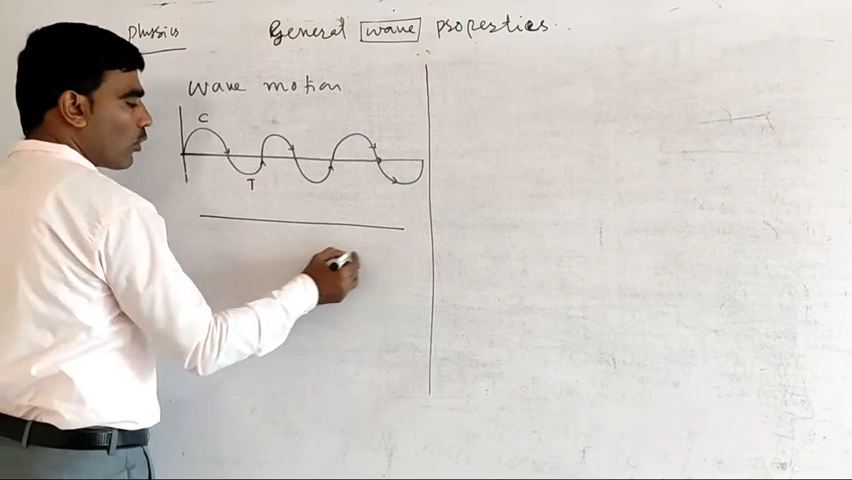 Physics
General wave properties
wave motion
C
T